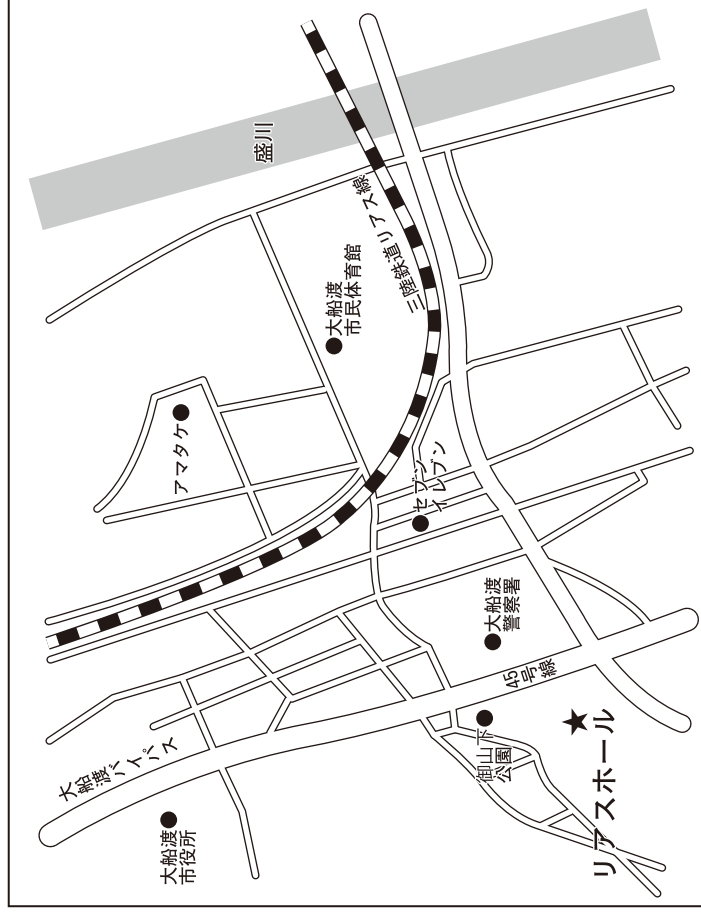 盛川
三陸鉄道リアス線
大船渡
市民体育館
アマタケ
セブン
イレブン
大船渡
警察署
45号線
大船渡バイパス
御山下
公園
リアスホール
大船渡
市役所